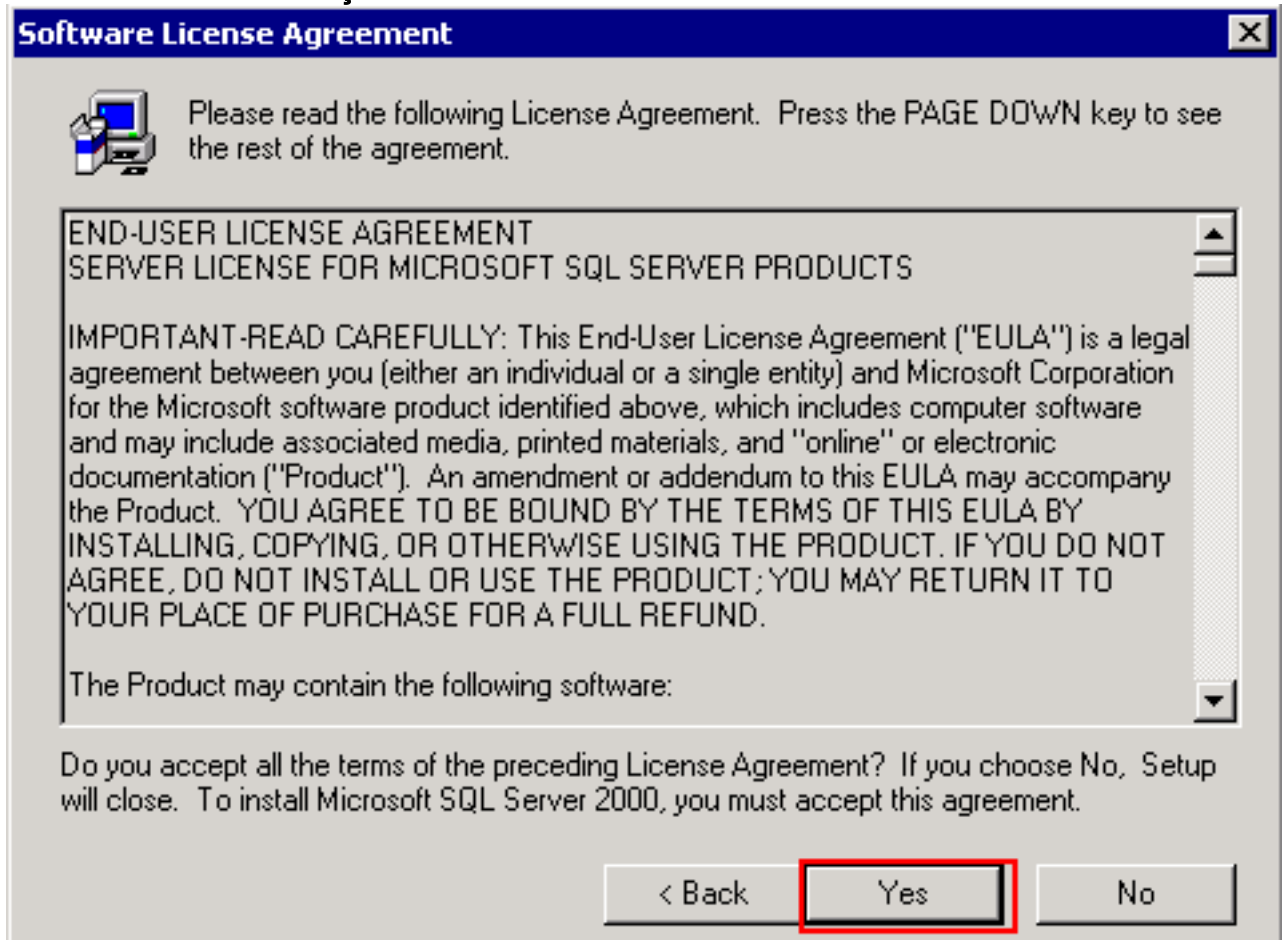 Software License Agreement
Please read the following License Agreement.  Press the PAGE DOWN key to see
the rest of the agreement.
END-USER LICENSE AGREEMENT
SERVER LICENSE FOR MICROSOFT SQL SERVER PRODUCTS
IMPORTANT-READ CAREFULLY: This End-User License Agreement ("EULA") is a legal
agreement between you (either an individual or a single entity) and Microsoft Corporation
for the Microsoft software product identified above, which includes computer software
and may include associated media, printed materials, and "online" or electronic
documentation ("Product").  An amendment or addendum to this EULA may accompany
the Product.  YOU AGREE TO BE BOUND BY THE TERMS OF THIS EULA BY
INSTALLING, COPYING, OR OTHERWISE USING THE PRODUCT. IF YOU DO NOT
AGREE, DO NOT INSTALL OR USE THE PRODUCT; YOU MAY RETURN IT TO
YOUR PLACE OF PURCHASE FOR A FULL REFUND.
The Product may contain the following software:
Do you accept all the terms of the preceding License Agreement?  If you choose No,  Setup
will close.  To install Microsoft SQL Server 2000, you must accept this agreement.
< Back
Yes
No